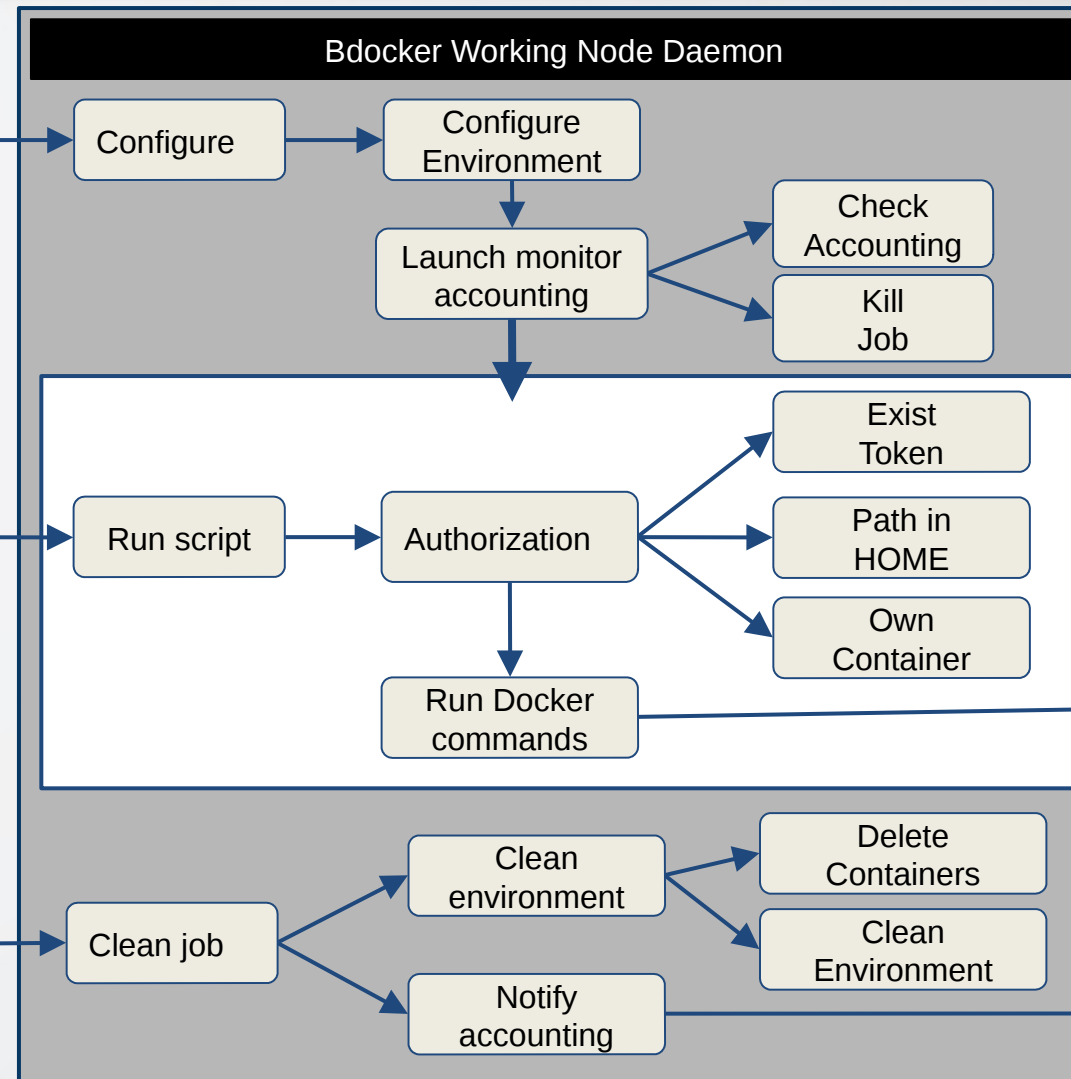 Bdocker Working Node Daemon
Configure
Configure
Environment
Launch monitor
accounting
Check
Accounting
Kill
Job
Run script
Authorization
Exist
Token
Path in
HOME
Own
Container
Run Docker
commands
Clean job
Clean
environment
Delete
Containers
Clean
Environment
Notify
accounting